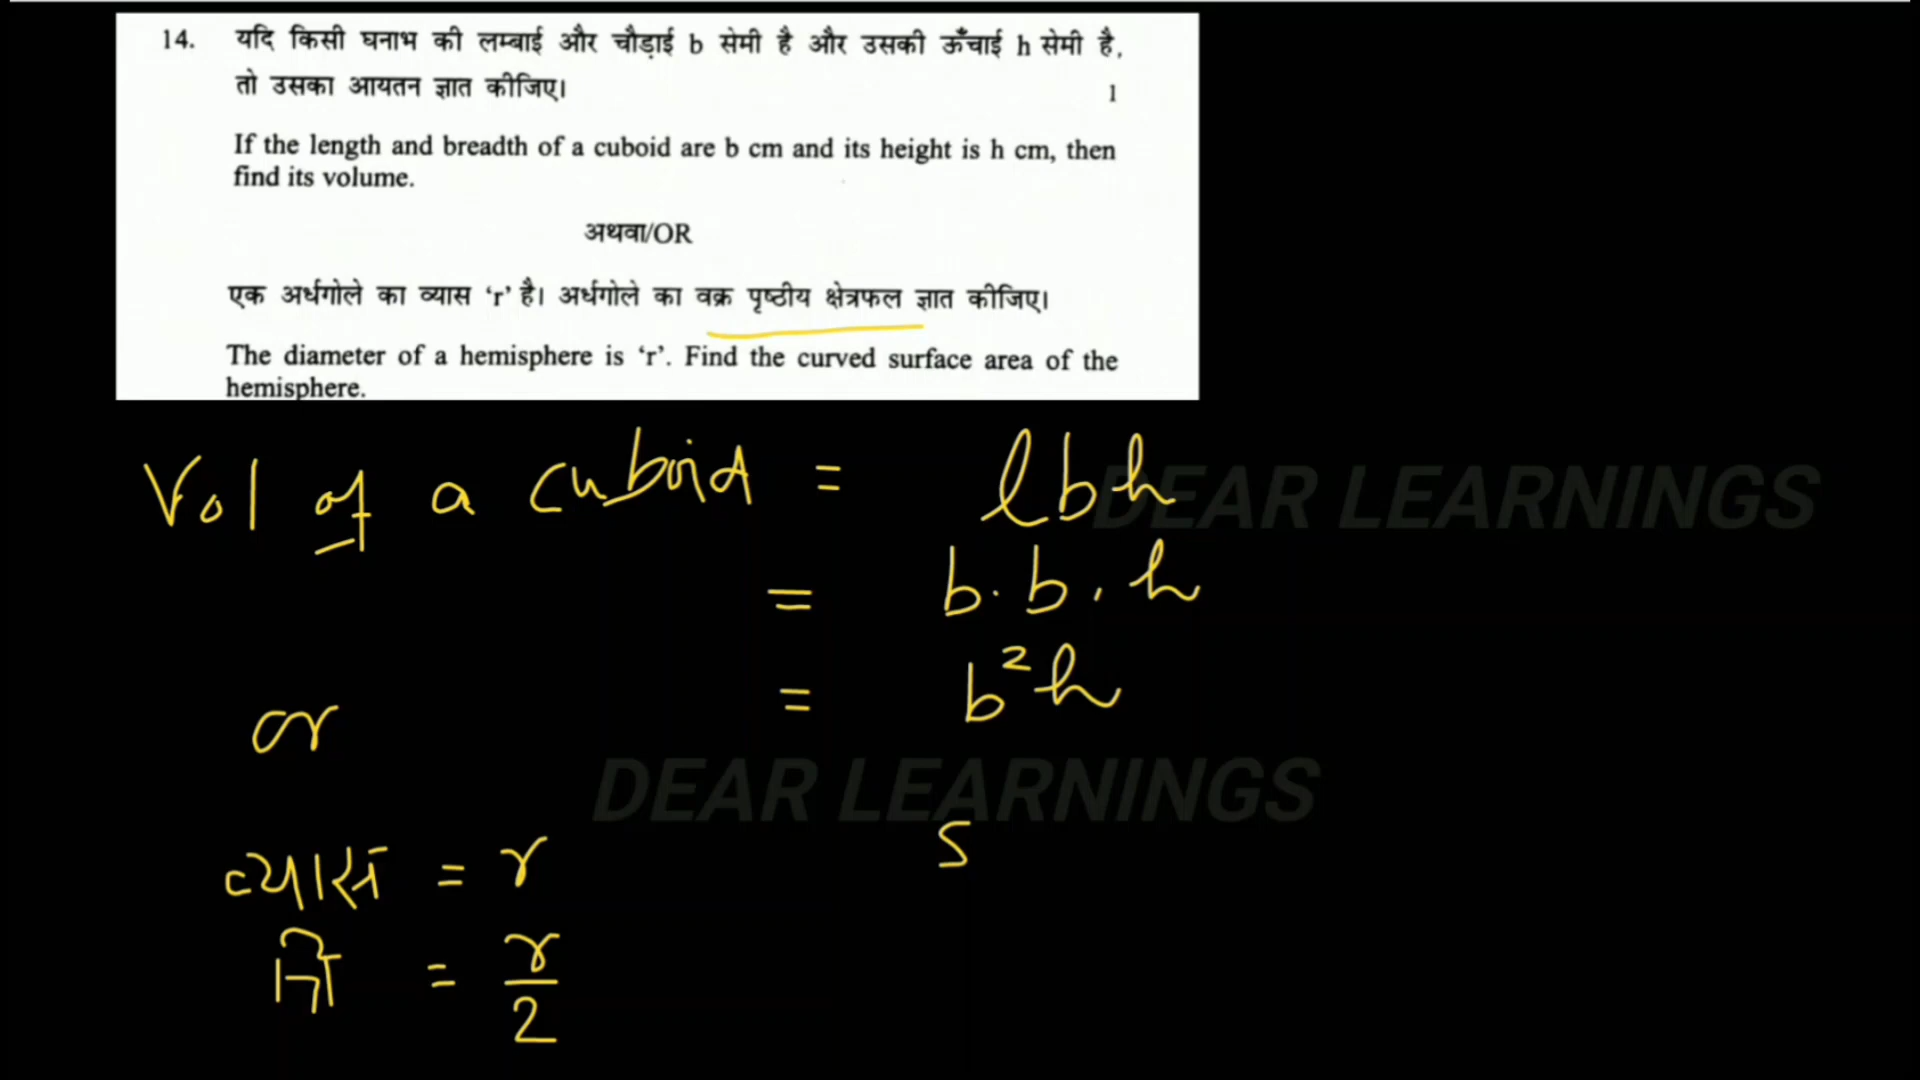 14. यदि किसी घनाभ की लम्बाई और चौड़ाई b सेमी है और उसकी ऊँचाई h सेमी है,
तो उसका आयतन ज्ञात कीजिए। 1
If the length and breadth of a cuboid are b cm and its height is h cm, then
find its volume.
अथवा/OR
एक अर्धगोले का व्यास ‘r’ है। अर्धगोले का वक्र पृष्ठीय क्षेत्रफल ज्ञात कीजिए।
The diameter of a hemisphere is ‘r’. Find the curved surface area of the
hemisphere.
Vol of a cuboid = lbh
DEAR LEARNINGS
= b.b.h
= b²h
or
DEAR LEARNINGS
व्यास = r
S
त्रि = r/2